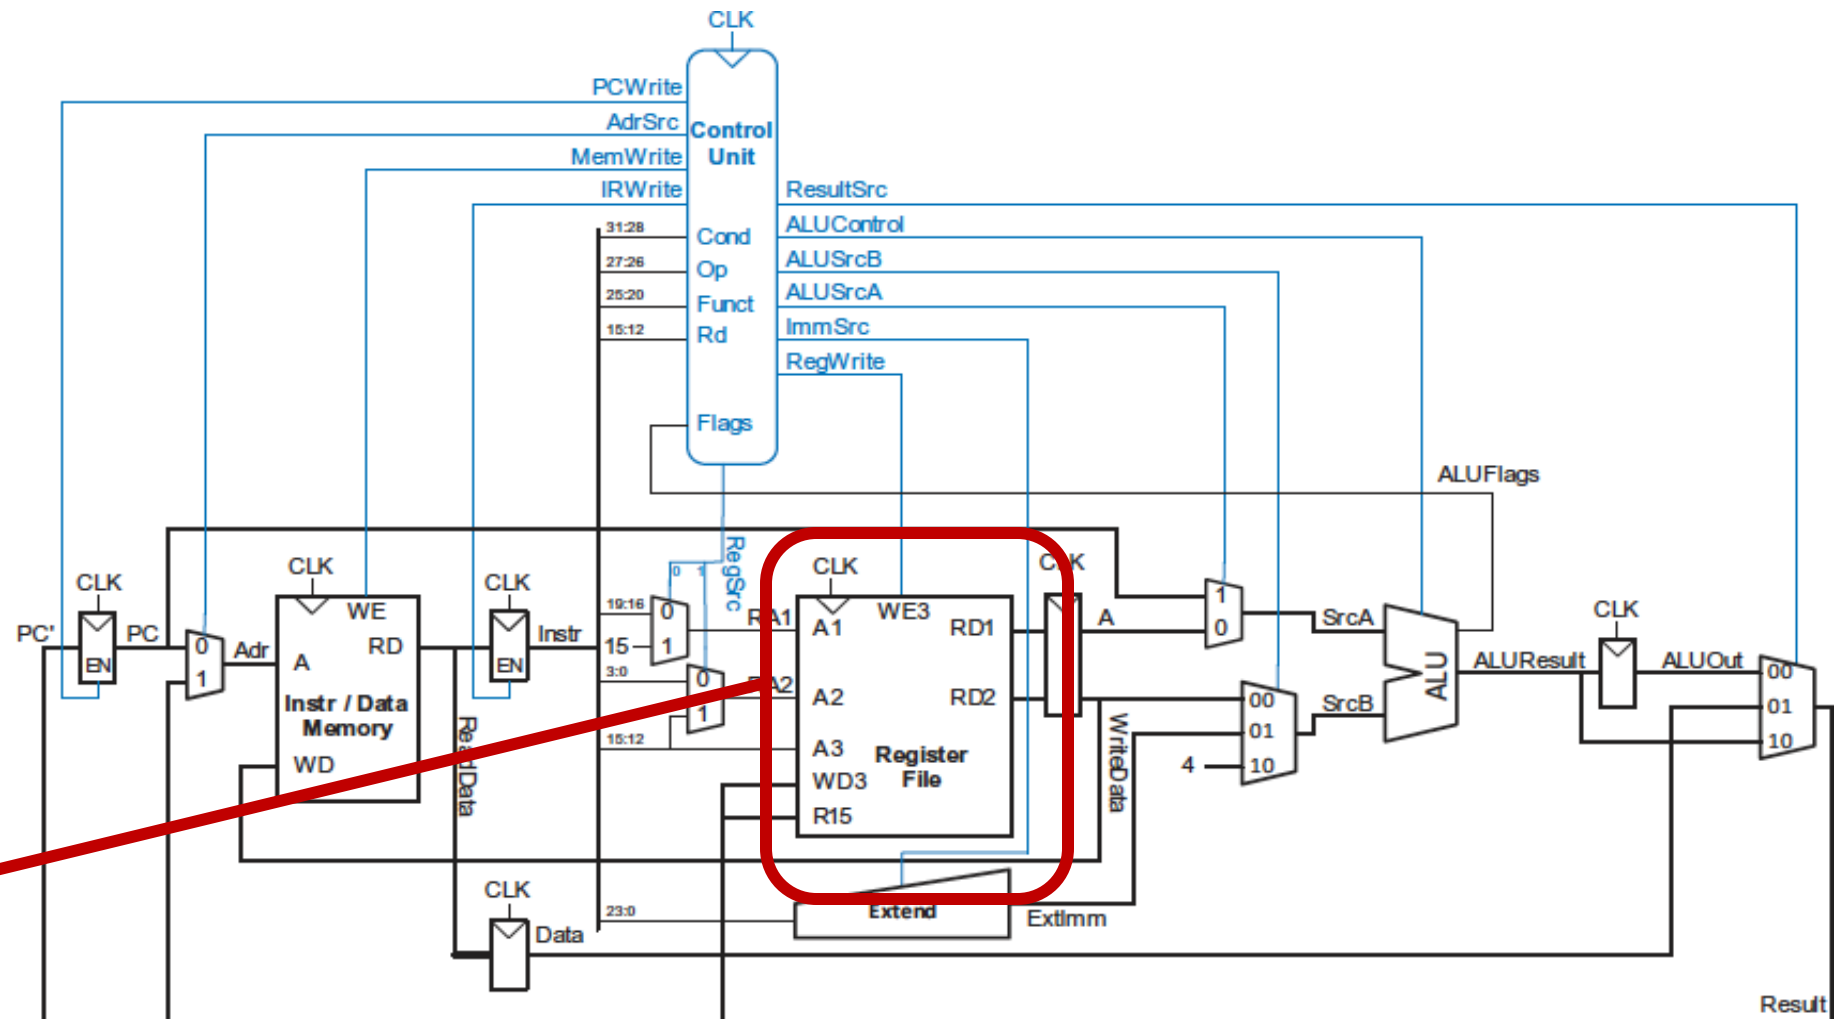 CLK
PCWrite
AdrSrc
Control
Unit
MemWrite
IRWrite
ResultSrc
31:28
Cond
ALUControl
27:26
Op
ALUSrcB
25:20
Funct
ALUSrcA
15:12
Rd
ImmSrc
RegWrite
Flags
ALUFlags
RegSrc
0 1
CLK
CLK
CLK
CLK
CLK
CLK
PC'
EN
PC
0
1
Adr
WE
RD
A
Instr / Data
Memory
WD
ReadData
EN
Instr
19:16
15
0
1
RA1
3:0
0
1
RA2
15:12
A1
A2
A3
WD3
R15
WE3
RD1
RD2
Register
File
A
WriteData
1
0
SrcA
00
01
10
4
SrcB
ALU
ALUResult
ALUOut
00
01
10
23:0
Extend
ExtImm
CLK
Data
Result